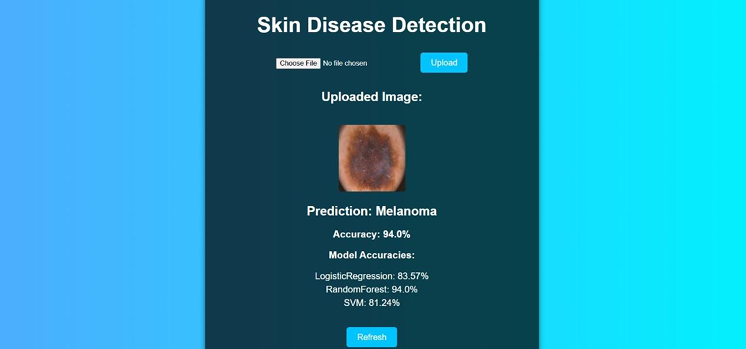 Skin Disease Detection
Choose File No file chosen Upload
Uploaded Image:
Prediction: Melanoma
Accuracy: 94.0%
Model Accuracies:
LogisticRegression: 83.57%
RandomForest: 94.0%
SVM: 81.24%
Refresh